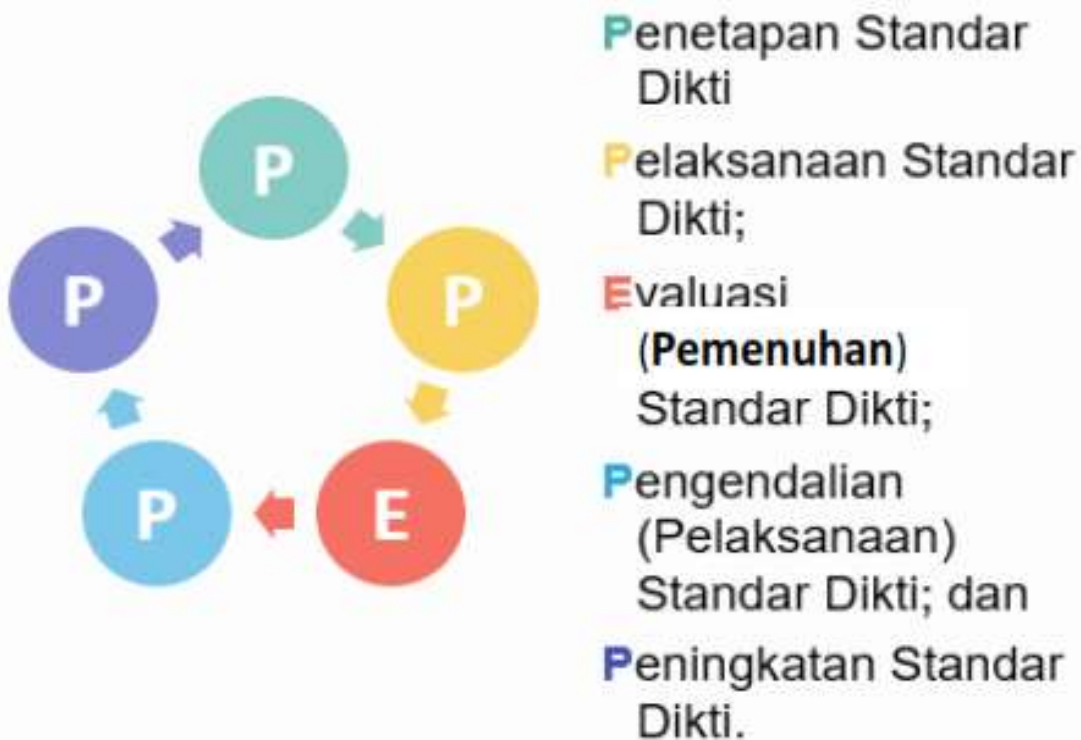 P
P
E
P
P
Penetapan Standar
Dikti
Pelaksanaan Standar
Dikti;
Evaluasi
(Pemenuhan)
Standar Dikti;
Pengendalian
(Pelaksanaan)
Standar Dikti; dan
Peningkatan Standar
Dikti.